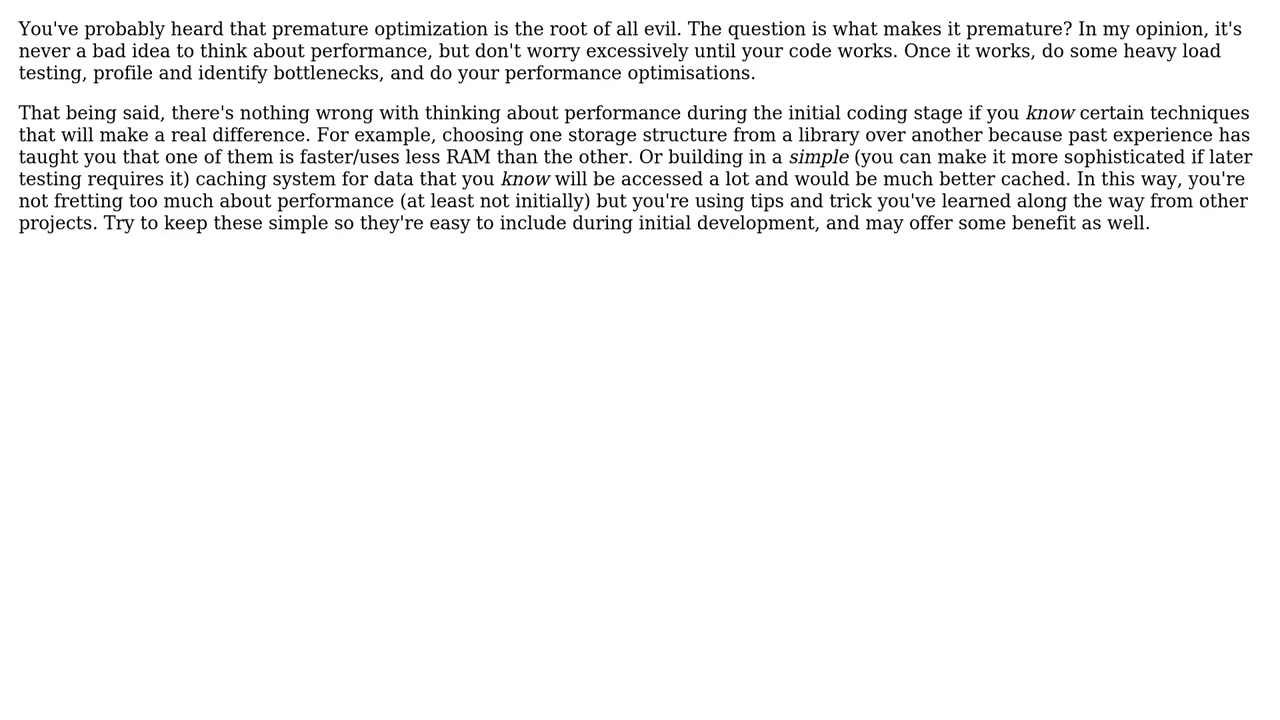 You've probably heard that premature optimization is the root of all evil. The question is what makes it premature? In my opinion, it's
never a bad idea to think about performance, but don't worry excessively until your code works. Once it works, do some heavy load
testing, profile and identify bottlenecks, and do your performance optimisations.
That being said, there's nothing wrong with thinking about performance during the initial coding stage if you know certain techniques
that will make a real difference. For example, choosing one storage structure from a library over another because past experience has
taught you that one of them is faster/uses less RAM than the other. Or building in a simple (you can make it more sophisticated if later
testing requires it) caching system for data that you know will be accessed a lot and would be much better cached. In this way, you're
not fretting too much about performance (at least not initially) but you're using tips and trick you've learned along the way from other
projects. Try to keep these simple so they're easy to include during initial development, and may offer some benefit as well.